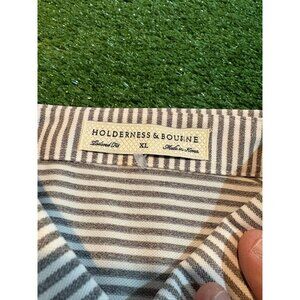 HOLDERNESS & BOURNE
Tailored Fit XL Made in Korea